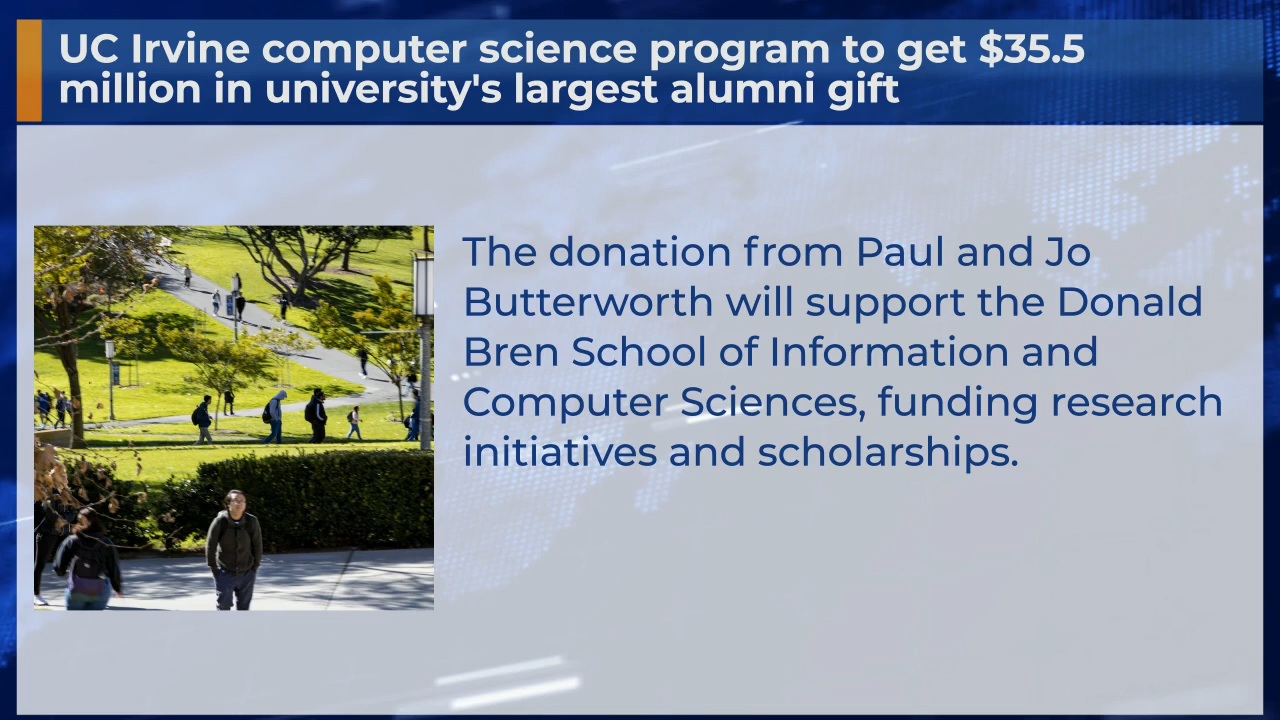 UC Irvine computer science program to get $35.5
million in university's largest alumni gift
The donation from Paul and Jo
Butterworth will support the Donald
Bren School of Information and
Computer Sciences, funding research
initiatives and scholarships.